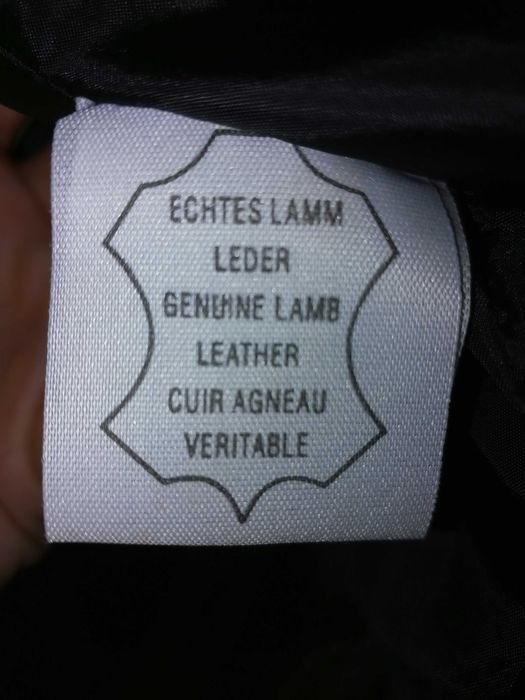 ECHTES LAMM
LEDER
GENUINE LAMB
LEATHER
CUIR AGNEAU
VERITABLE